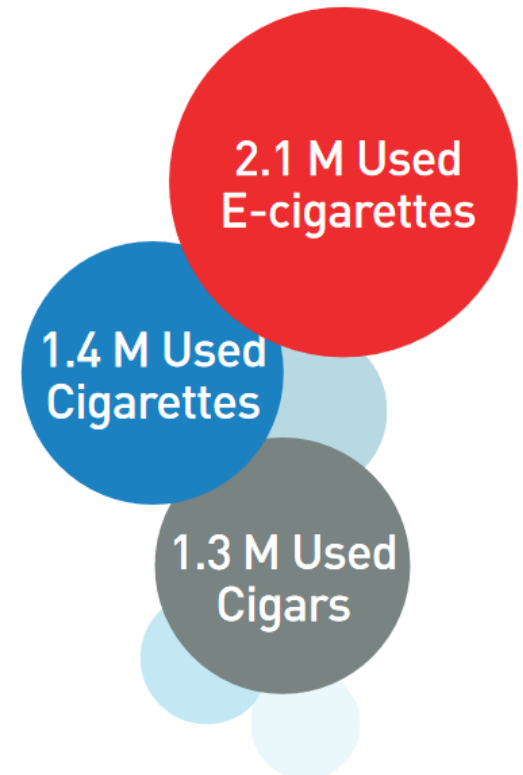 2.1 M Used
E-cigarettes
1.4 M Used
Cigarettes
1.3 M Used
Cigars